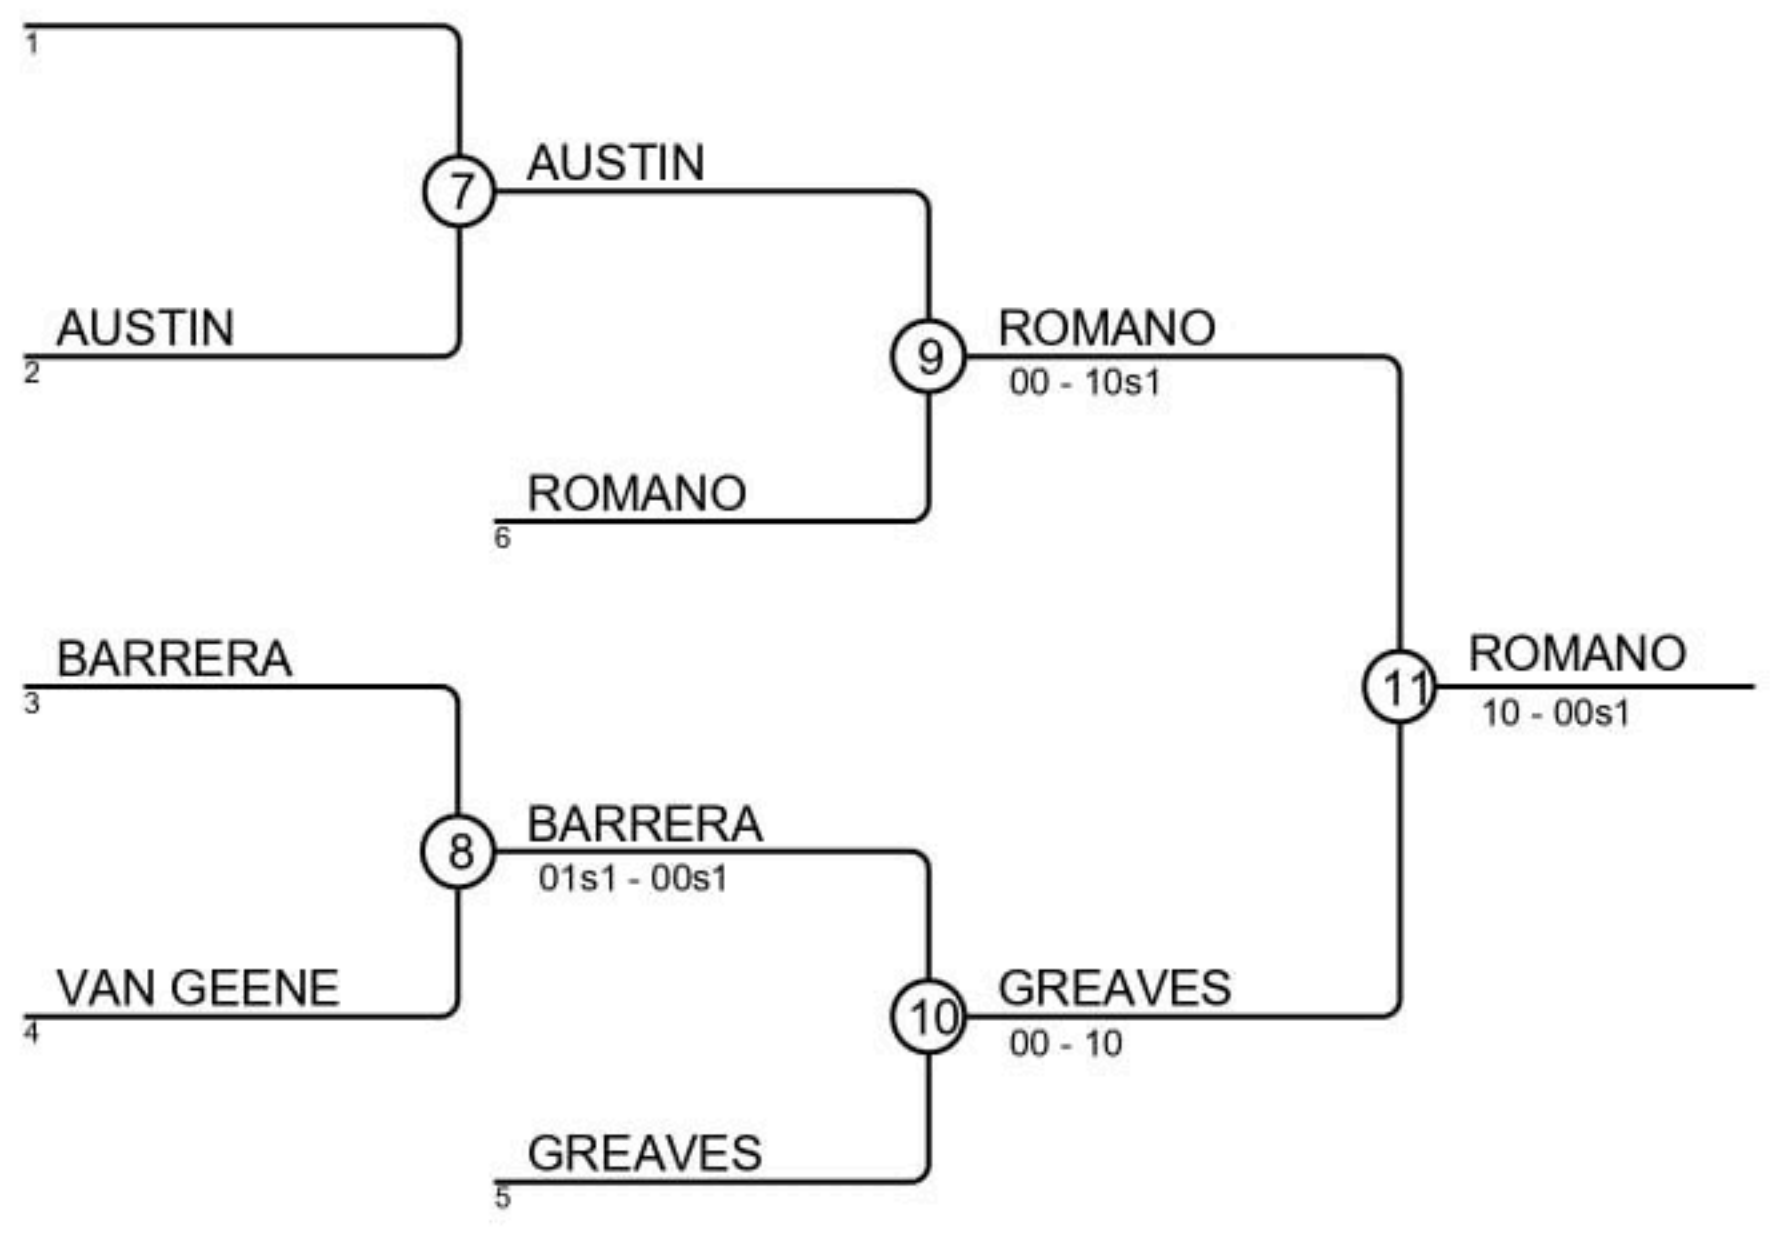 1
7
AUSTIN
AUSTIN
2
9
ROMANO
00 - 10s1
ROMANO
6
BARRERA
3
11
ROMANO
10 - 00s1
8
BARRERA
01s1 - 00s1
VAN GEENE
4
10
GREAVES
00 - 10
GREAVES
5